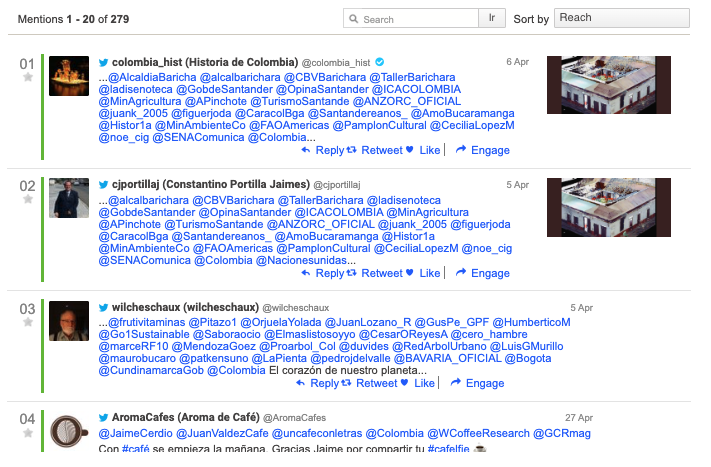 Mentions 1 - 20 of 279
Search
Ir
Sort by
Reach
01
colombia_hist (Historia de Colombia) @colombia_hist
6 Apr
...@AlcaldiaBaricha @alcalbarichara @CBVBarichara @TallerBarichara
@ladisenoteca @GobdeSantander @OpinaSantander @ICACOLOMBIA
@MinAgricultura @APinchote @TurismoSantande @ANZORC_OFICIAL
@juank_2005 @figuerjoda @CaracolBga @Santandereanos_ @AmoBucaramanga
@Histor1a @MinAmbienteCo @FAOAmericas @PamplonCultural @CeciliaLopezM
@noe_cig @SENAComunica @Colombia...
Reply Retweet Like | Engage
02
cjportillaj (Constantino Portilla Jaimes) @cjportillaj
5 Apr
...@alcalbarichara @CBVBarichara @TallerBarichara @ladisenoteca
@GobdeSantander @OpinaSantander @ICACOLOMBIA @MinAgricultura
@APinchote @TurismoSantande @ANZORC_OFICIAL @juank_2005 @figuerjoda
@CaracolBga @Santandereanos_ @AmoBucaramanga @Histor1a
@MinAmbienteCo @FAOAmericas @PamplonCultural @CeciliaLopezM @noe_cig
@SENAComunica @Colombia @Nacionesunidas...
Reply Retweet Like | Engage
03
wilcheschaux (wilcheschaux) @wilcheschaux
5 Apr
...@frutivitaminas @Pitazo1 @OrjuelaYolada @JuanLozano_R @GusPe_GPF @HumberticoM
@Go1Sustainable @Saboraocio @Elmaslistosoyyo @CesarOReyesA @cero_hambre
@marceRF10 @MendozaGoez @Proarbol_Col @duvides @RedArbolUrbano @LuisGMurillo
@maurobucaro @patkensuno @LaPienta @pedrojdelvalle @BAVARIA_OFICIAL @Bogota
@CundinamarcaGob @Colombia El corazón de nuestro planeta...
Reply Retweet Like | Engage
04
AromaCafes (Aroma de Café) @AromaCafes
27 Apr
@JaimeCerdio @JuanValdezCafe @uncafeconletras @Colombia @WCoffeeResearch @GCRmag
Con #café se empieza la mañana. Gracias Jaime por compartir tu #cafelfie ☕